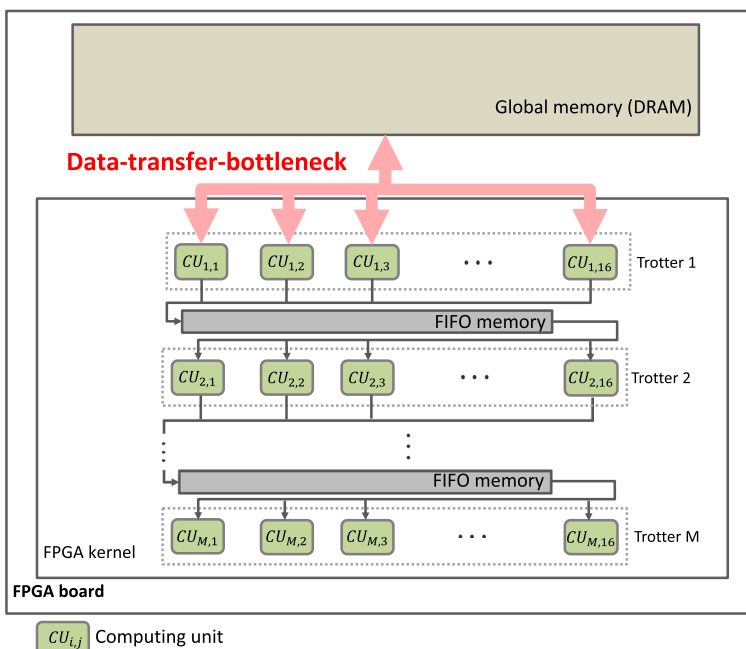 Global memory (DRAM)
Data-transfer-bottleneck
CU1,1 CU1,2 CU1,3 ··· CU1,16 Trotter 1
FIFO memory
CU2,1 CU2,2 CU2,3 ··· CU2,16 Trotter 2
FIFO memory
CUM,1 CUM,2 CUM,3 ··· CUM,16 Trotter M
FPGA kernel
FPGA board
CUi,j Computing unit